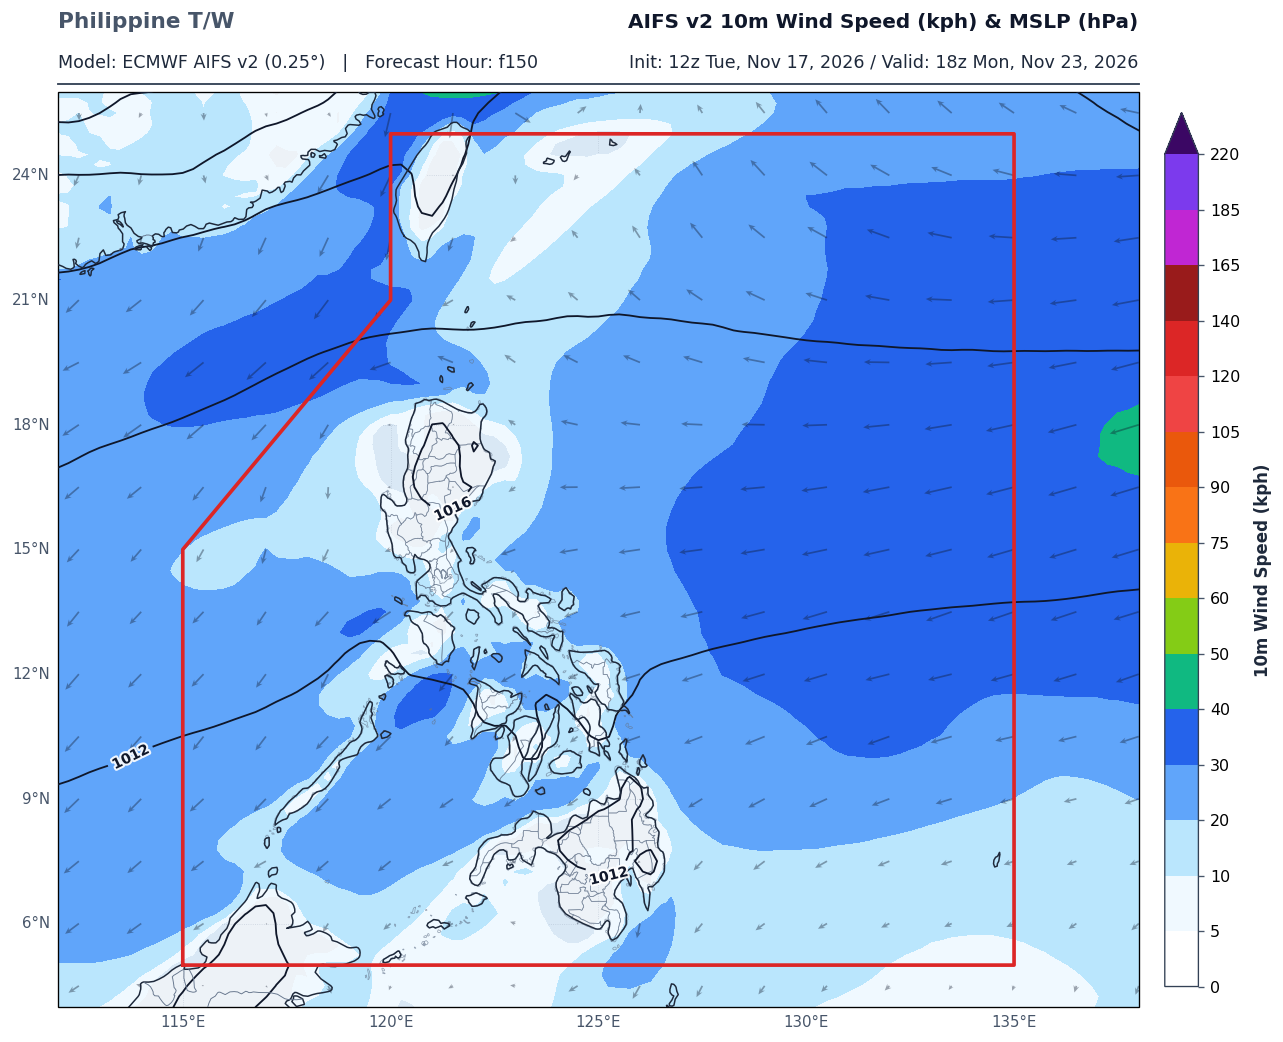 Philippine T/W
AIFS v2 10m Wind Speed (kph) & MSLP (hPa)
Model: ECMWF AIFS v2 (0.25°) | Forecast Hour: f150
Init: 12z Tue, Nov 17, 2026 / Valid: 18z Mon, Nov 23, 2026
24°N
21°N
18°N
15°N
12°N
9°N
6°N
1016
1012
1012
115°E
120°E
125°E
130°E
135°E
220
185
165
140
120
105
90
75
60
50
40
30
20
10
5
0
10m Wind Speed (kph)